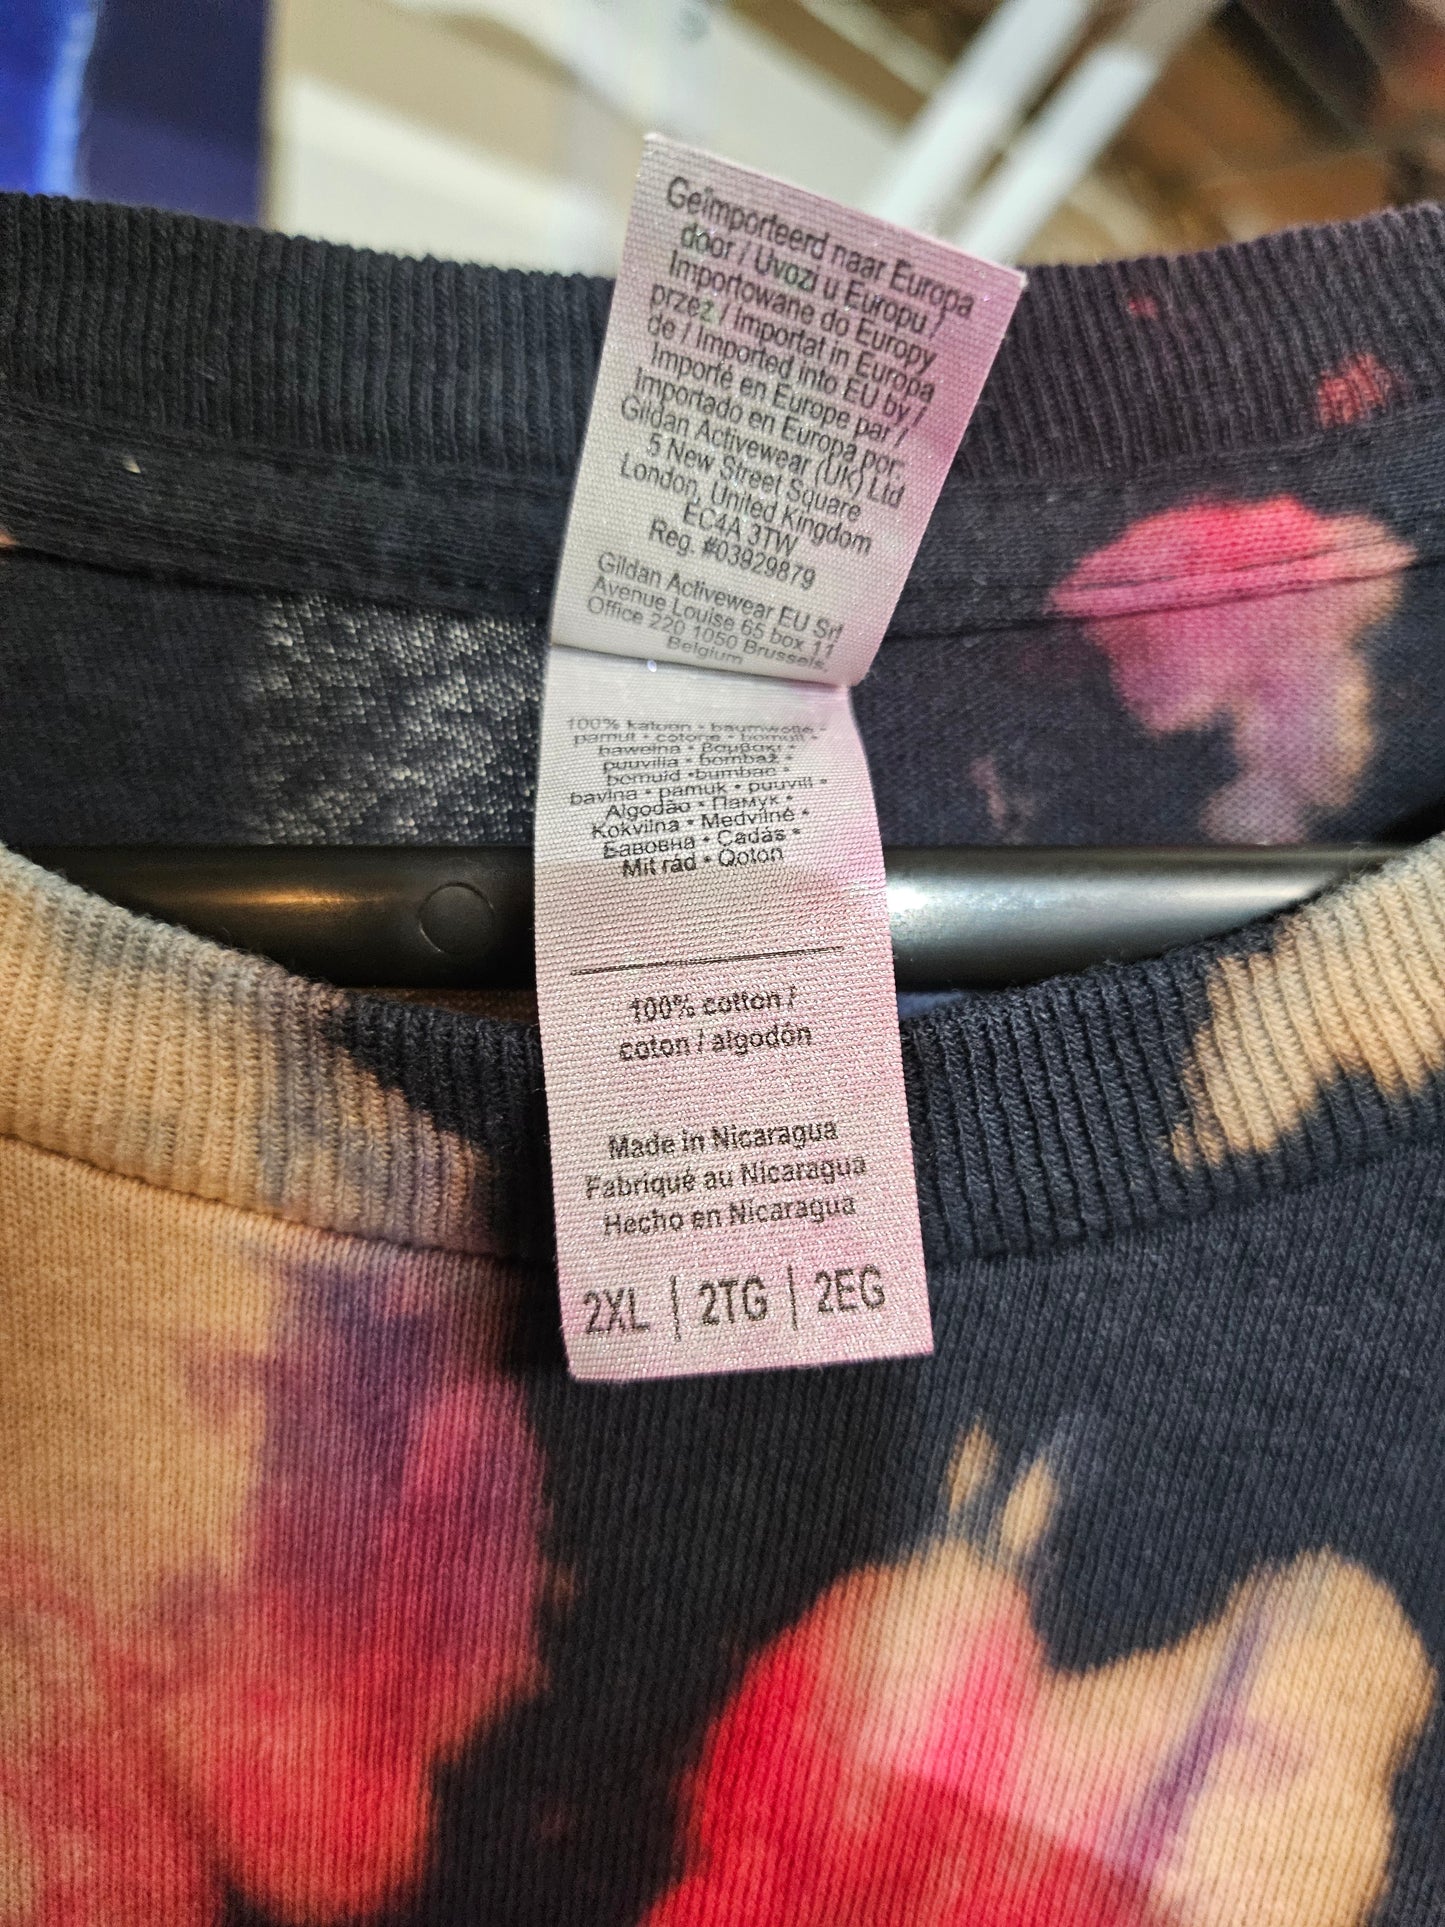 Geïmporteerd naar Europa
door / Uvozi u Europu /
Importowane do Europy
przez / Importat in Europa
de / Imported into EU by /
Importé en Europe par /
Importado en Europa por:
Gildan Activewear (UK) Ltd
5 New Street Square
London, United Kingdom
EC4A 3TW
Reg. #03929879
Gildan Activewear EU Srl
Avenue Louise 65 box 11
Office 220 1050 Brussels,
Belgium
100% katoen • baumwolle •
pamut • cotone • bomull •
bawełna • βαμβάκι •
puuvilla • bombaž •
bomuld •bumbac •
bavlna • pamuk • puuvill •
Algodão • Памук •
Kokvilna • Medvilnė •
Бавовна • Cadás •
Mit rád • Qoton
100% cotton /
coton / algodón
Made in Nicaragua
Fabriqué au Nicaragua
Hecho en Nicaragua
2XL | 2TG | 2EG